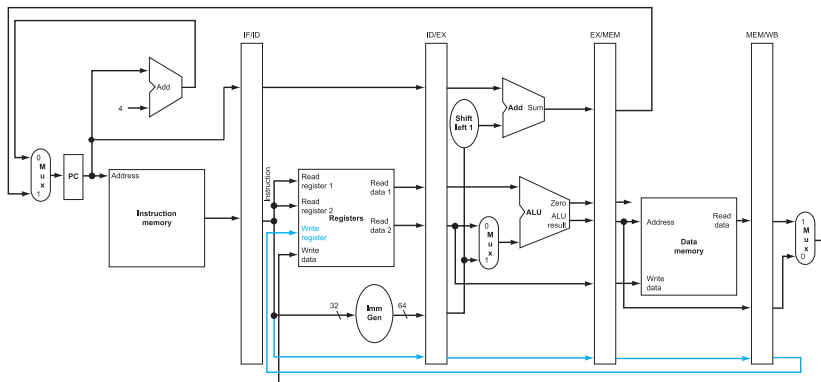 IF/ID
ID/EX
EX/MEM
MEM/WB
Add
4
0
M
u
x
1
PC
Address
Instruction
memory
Instruction
Read
register 1
Read
register 2
Write
register
Write
data
Registers
Read
data 1
Read
data 2
32
Imm
Gen
64
Shift
left 1
Add Sum
0
M
u
x
1
ALU
Zero
ALU
result
Address
Write
data
Read
data
Data
memory
1
M
u
x
0